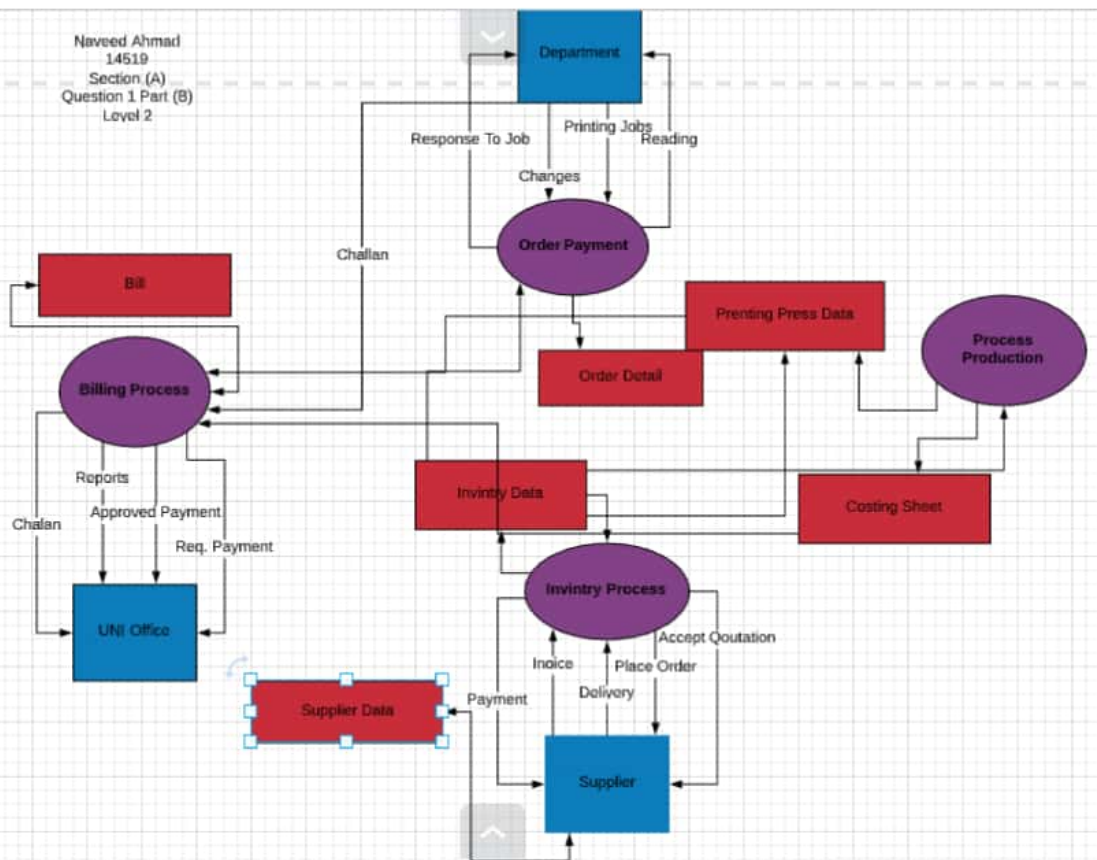 Naveed Ahmad
14519
Section (A)
Question 1 Part (B)
Level 2
Department
Response To Job
Printing Jobs
Reading
Changes
Challan
Order Payment
Bill
Prenting Press Data
Process
Production
Order Detail
Billing Process
Reports
Approved Payment
Chalan
Req. Payment
Invintry Data
Costing Sheet
Invintry Process
UNI Office
Accept Qoutation
Inoice
Place Order
Delivery
Payment
Supplier Data
Supplier